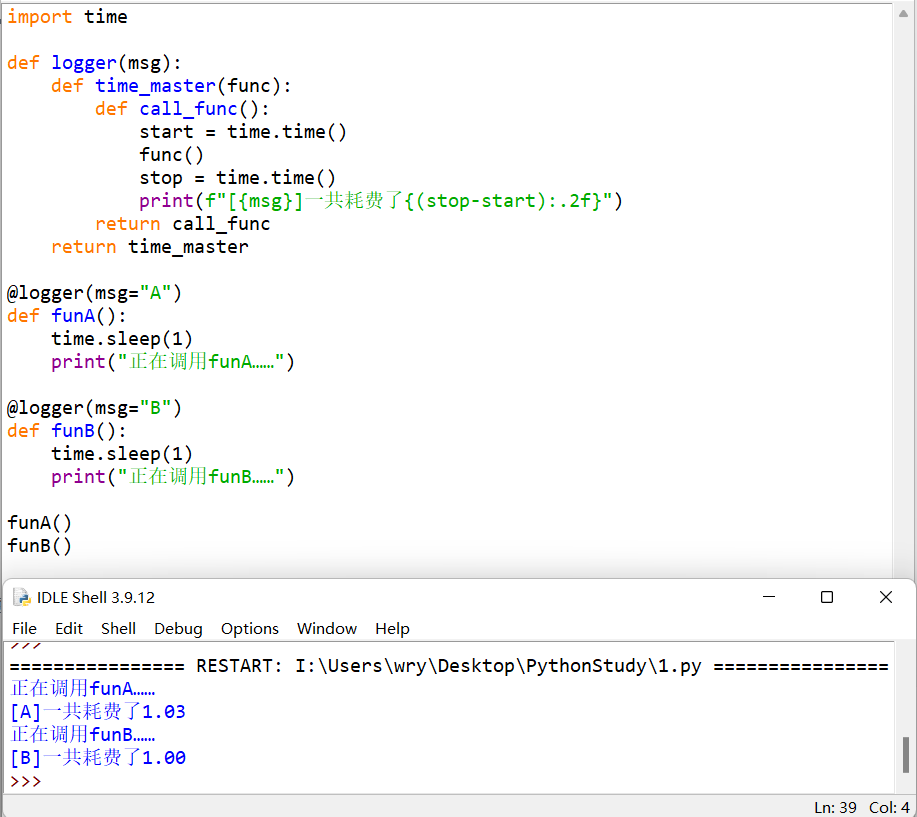 import time
def logger(msg):
    def time_master(func):
        def call_func():
            start = time.time()
            func()
            stop = time.time()
            print(f"[{msg}]一共耗费了{(stop-start):.2f}")
        return call_func
    return time_master
@logger(msg="A")
def funA():
    time.sleep(1)
    print("正在调用funA……")
@logger(msg="B")
def funB():
    time.sleep(1)
    print("正在调用funB……")
funA()
funB()
IDLE Shell 3.9.12
File Edit Shell Debug Options Window Help
>>>
================ RESTART: I:\Users\wry\Desktop\PythonStudy\1.py ================
正在调用funA……
[A]一共耗费了1.03
正在调用funB……
[B]一共耗费了1.00
>>>
Ln: 39 Col: 4